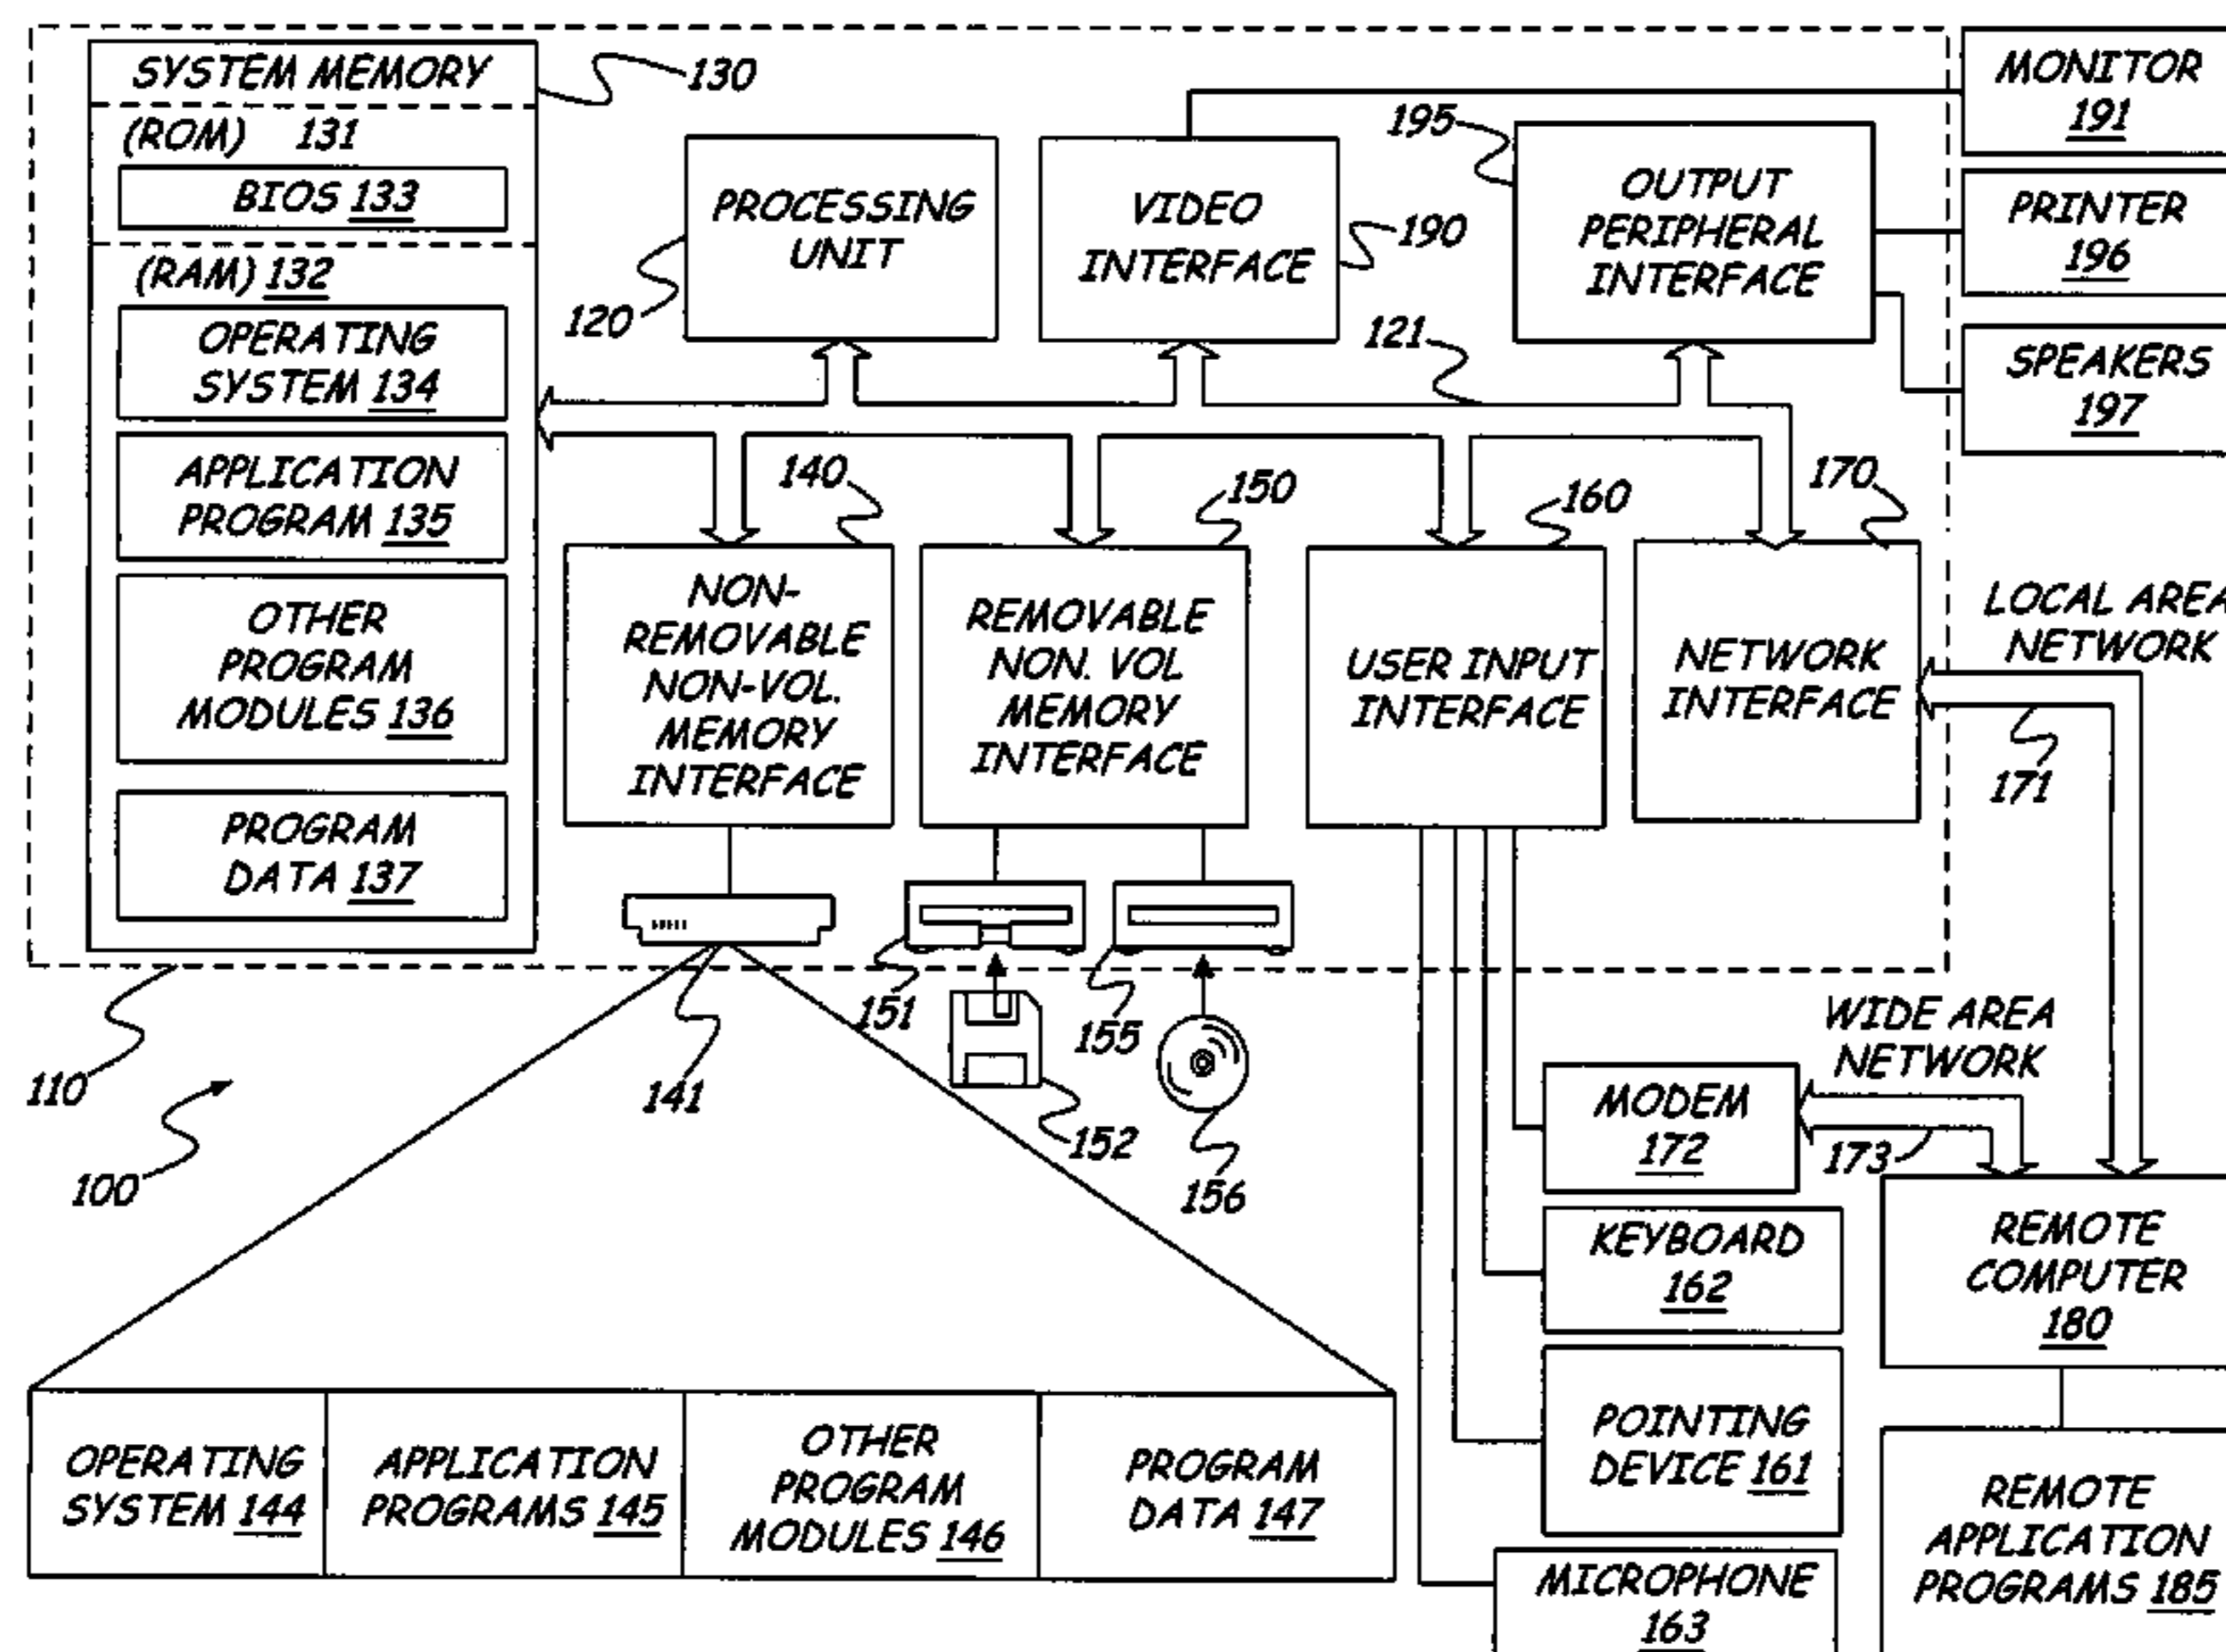 SYSTEM MEMORY
130
(ROM) 131
BIOS 133
(RAM) 132
OPERATING
SYSTEM 134
APPLICATION
PROGRAM 135
OTHER
PROGRAM
MODULES 136
PROGRAM
DATA 137
PROCESSING
UNIT
120
VIDEO
INTERFACE
190
195
OUTPUT
PERIPHERAL
INTERFACE
121
MONITOR
191
PRINTER
196
SPEAKERS
197
140
NON-
REMOVABLE
NON-VOL.
MEMORY
INTERFACE
150
REMOVABLE
NON. VOL
MEMORY
INTERFACE
160
USER INPUT
INTERFACE
170
NETWORK
INTERFACE
LOCAL AREA
NETWORK
171
110
100
141
151
152
155
156
WIDE AREA
NETWORK
173
MODEM
172
KEYBOARD
162
POINTING
DEVICE 161
MICROPHONE
163
REMOTE
COMPUTER
180
REMOTE
APPLICATION
PROGRAMS 185
OPERATING
SYSTEM 144
APPLICATION
PROGRAMS 145
OTHER
PROGRAM
MODULES 146
PROGRAM
DATA 147